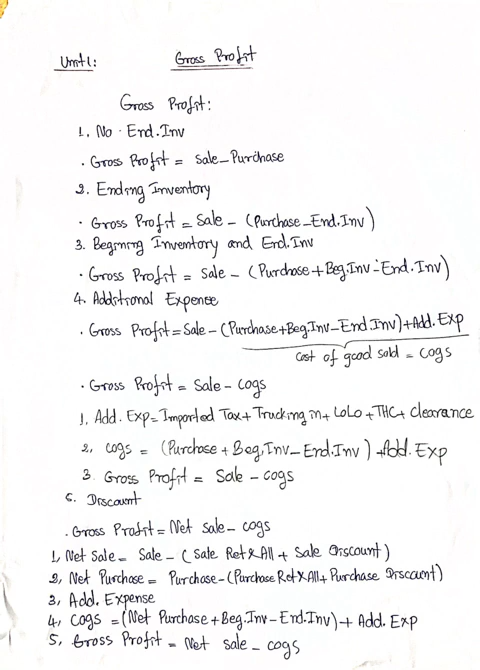 Unit 1: Gross Profit
Gross Profit:
1, No . End.Inv
. Gross Profit = Sale - Purchase
2. Ending Inventory
. Gross Profit = Sale - (Purchase - End.Inv)
3. Begining Inventory and End.Inv
. Gross Profit = Sale - (Purchase + Beg.Inv - End.Inv)
4. Additional Expense
. Gross Profit = Sale - (Purchase + Beg.Inv - End.Inv) + Add.Exp
Cost of good sold = cogs
. Gross Profit = Sale - cogs
1, Add. Exp = Imported Tax + Trucking in + LoLo + THC + clearance
2, cogs = (Purchase + Beg.Inv - End.Inv) + Add. Exp
3. Gross Profit = Sale - cogs
5. Discount
. Gross Profit = Net sale - cogs
1, Net Sale = Sale - (Sale Ret & All + Sale Discount)
2, Net Purchase = Purchase - (Purchase Ret & All + Purchase Discount)
3, Add. Expense
4, cogs = (Net Purchase + Beg.Inv - End.Inv) + Add. Exp
5, Gross Profit = Net sale - cogs